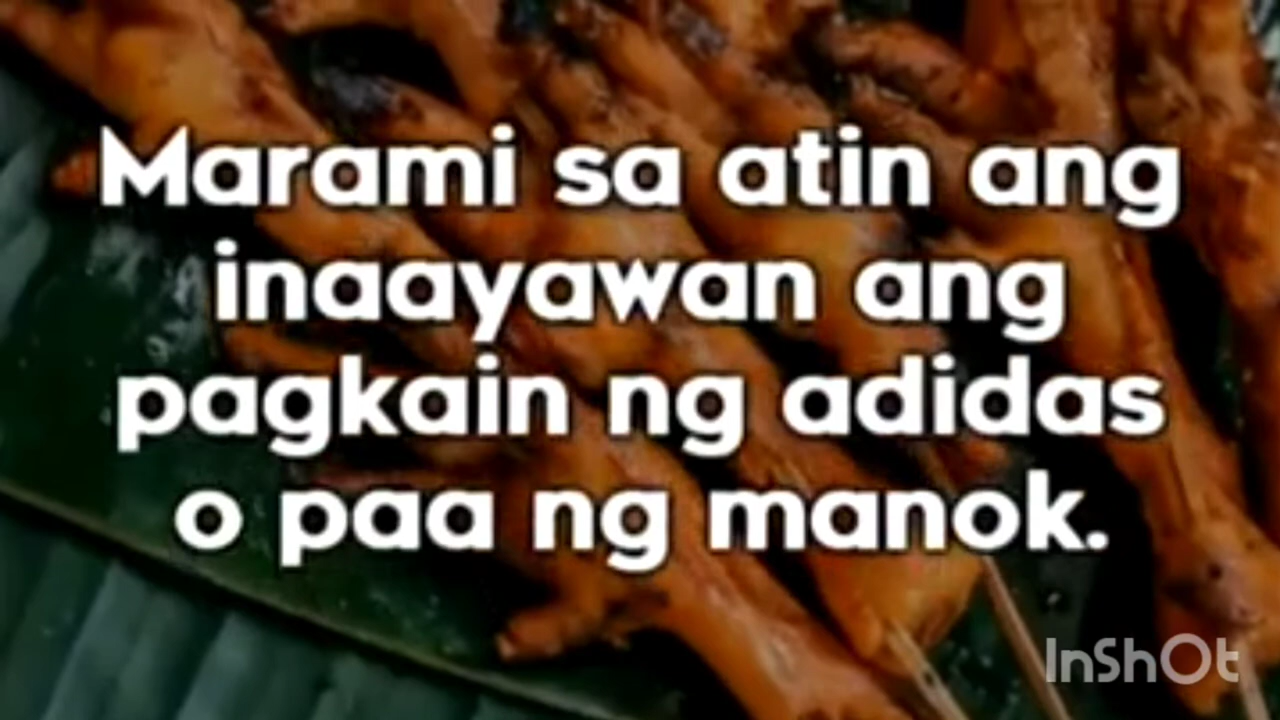 Marami sa atin ang
inaayawan ang
pagkain ng adidas
o paa ng manok.
InShOt